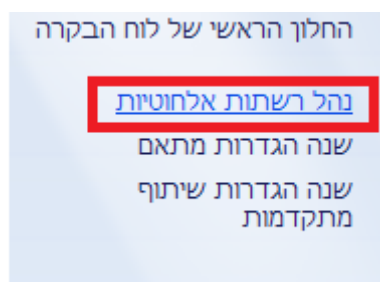 החלון הראשי של לוח הבקרה
נהל רשתות אלחוטיות
שנה הגדרות מתאם
שנה הגדרות שיתוף
מתקדמות